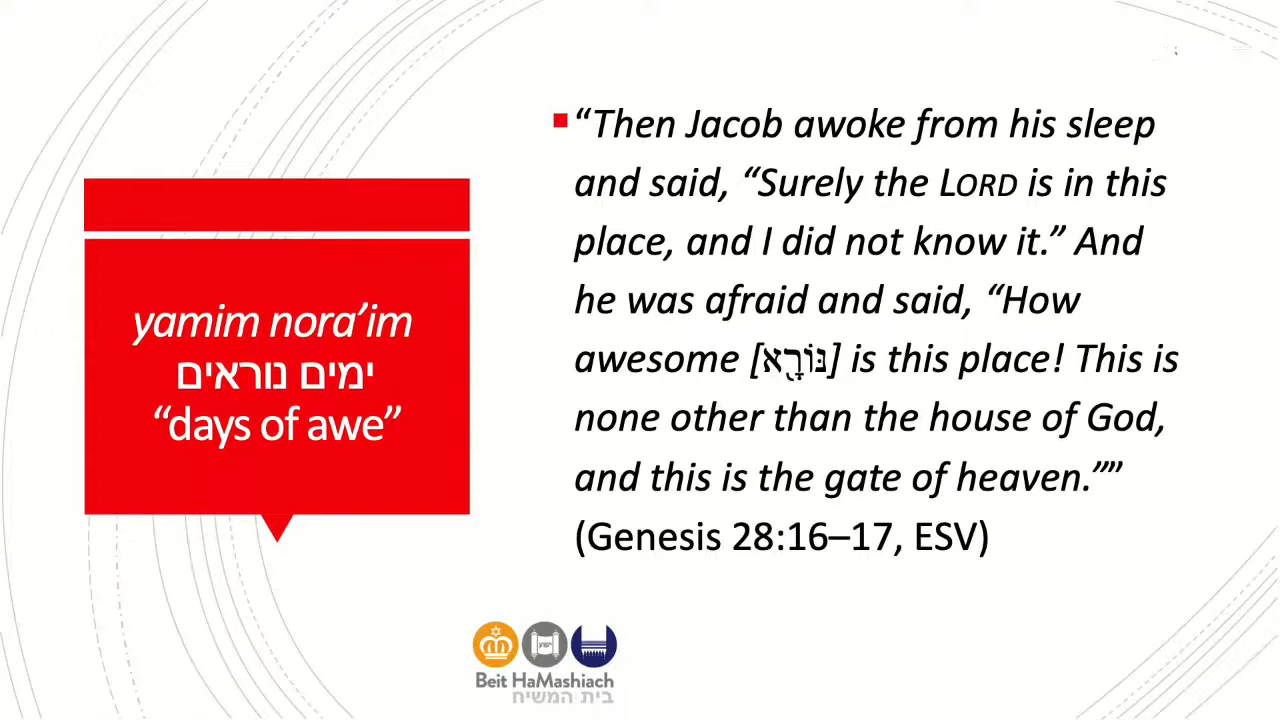 yamim nora’im
ימים נוראים
“days of awe”
“Then Jacob awoke from his sleep
and said, “Surely the LORD is in this
place, and I did not know it.” And
he was afraid and said, “How
awesome [נּוֹרָ֖א] is this place! This is
none other than the house of God,
and this is the gate of heaven.””
(Genesis 28:16–17, ESV)
Beit HaMashiach
בית המשיח